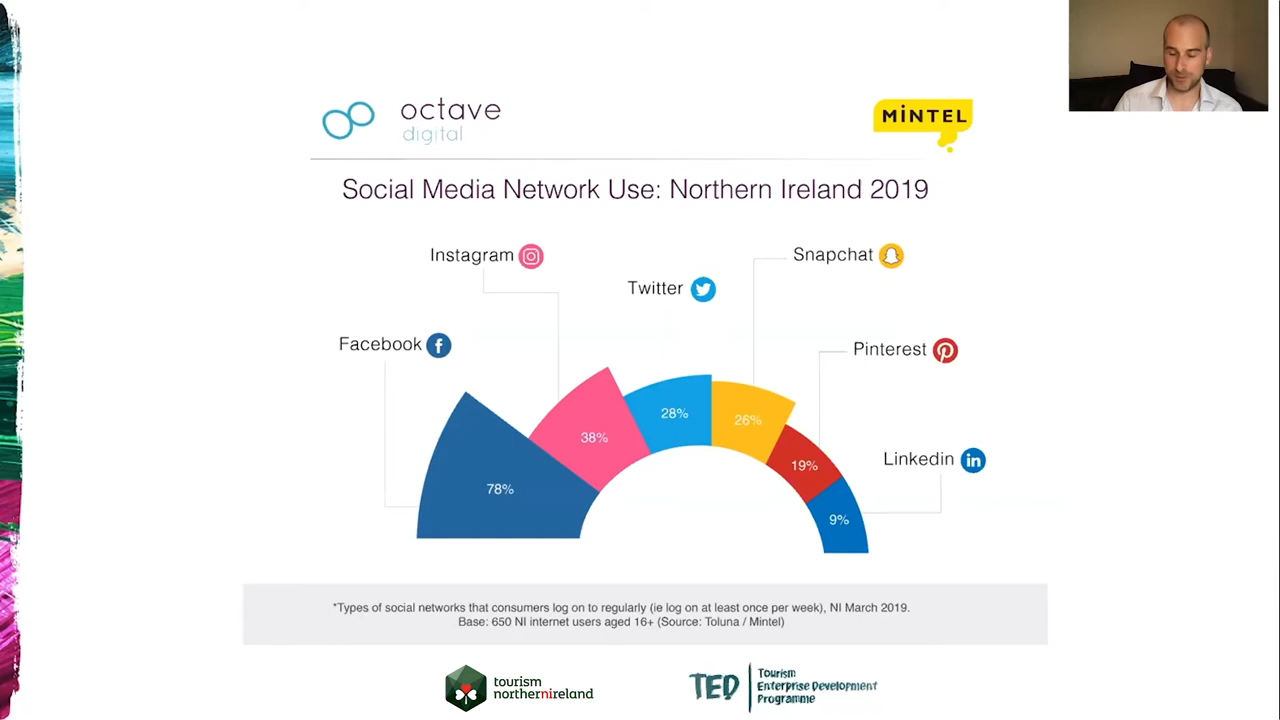 octave
digital
MiNTEL
Social Media Network Use: Northern Ireland 2019
Instagram
Snapchat
Twitter
Facebook
Pinterest
Linkedin
78%
38%
28%
26%
19%
9%
*Types of social networks that consumers log on to regularly (ie log on at least once per week), NI March 2019.
Base: 650 NI internet users aged 16+ (Source: Toluna / Mintel)
tourism
northernireland
TED
Tourism
Enterprise Development
Programme